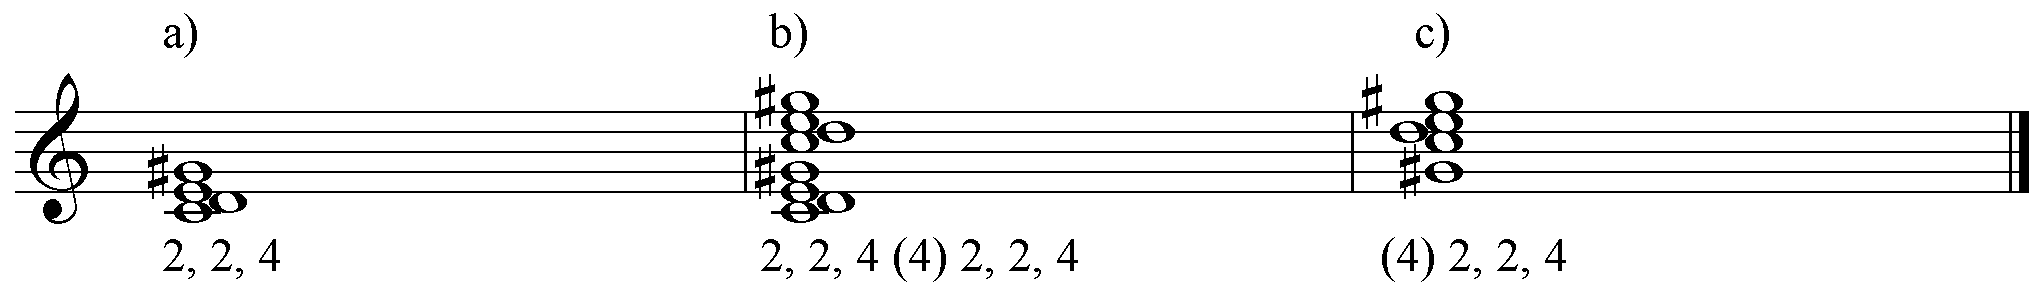 a) b) c)
2, 2, 4 2, 2, 4 (4) 2, 2, 4 (4) 2, 2, 4